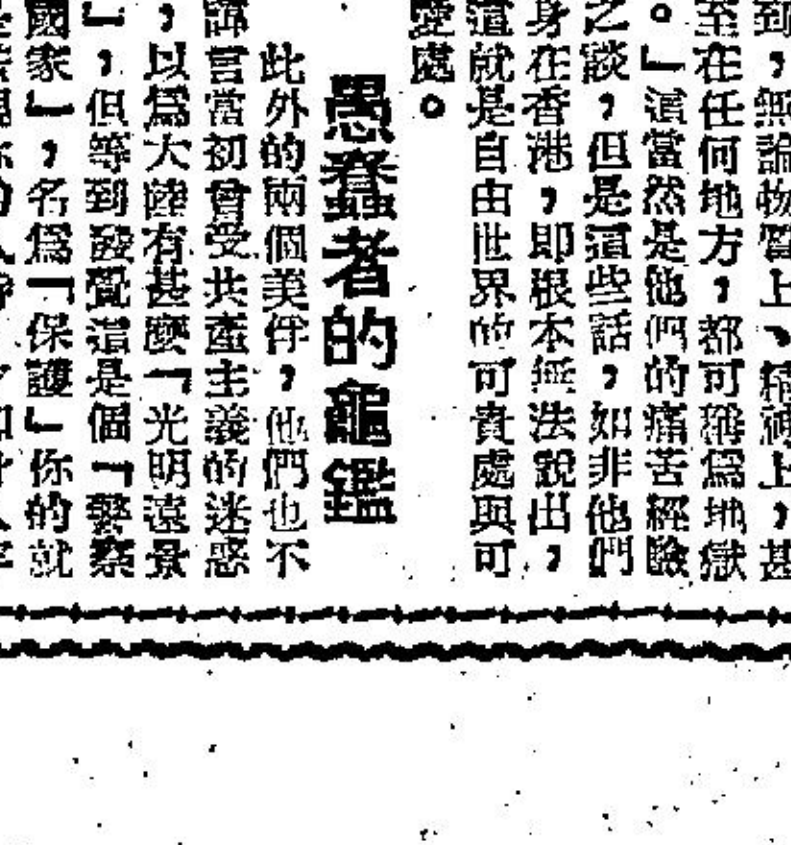 到，無論物質上、精神上，甚
至在任何地方，都可稱爲地獄
。」這當然是他們的痛苦經驗
之談，但是這些話，如非他們
身在香港，卽根本無法說出，
這就是自由世界的可貴處與可
愛處。
愚蠢者的龜鑑
此外的兩個美俘，他們也不
諱言當初曾受共產主義的迷惑
，以爲大陸有甚麼「光明遠景
」，但等到發覺這是個「警察
國家」，名爲「保護」你的就